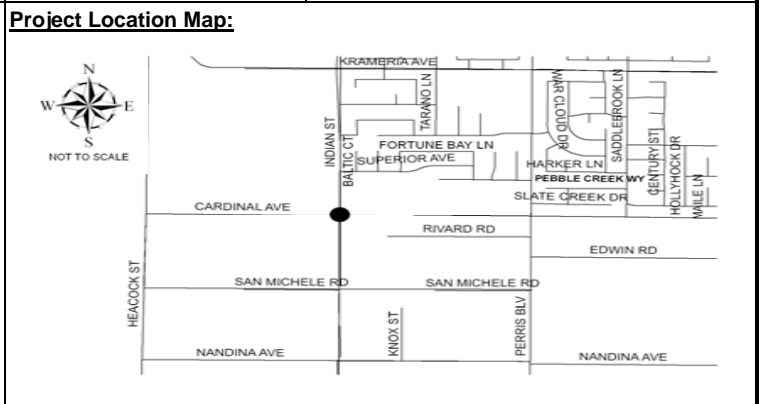 Project Location Map:
KRAMERIA AVE
N
W
E
S
NOT TO SCALE
INDIAN ST
BALTIC CT
TARANO LN
WAR CLOUD DR
SADDLEBROOK LN
FORTUNE BAY LN
SUPERIOR AVE
HARKER LN
PEBBLE CREEK WY
CENTURY ST
HOLLYHOCK DR
MAILE LN
SLATE CREEK DR
CARDINAL AVE
RIVARD RD
EDWIN RD
HEACOCK ST
SAN MICHELE RD
SAN MICHELE RD
KNOX ST
PERRIS BLV
NANDINA AVE
NANDINA AVE